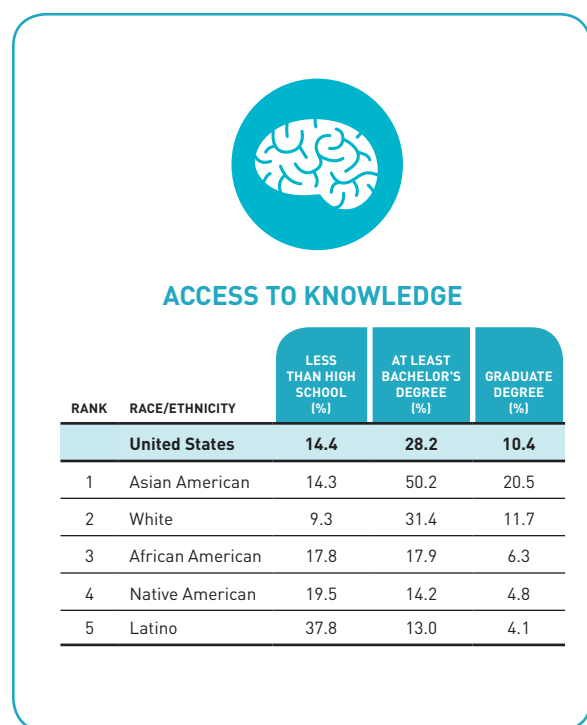 ACCESS TO KNOWLEDGE
RANK RACE/ETHNICITY LESS THAN HIGH SCHOOL (%) AT LEAST BACHELOR'S DEGREE (%) GRADUATE DEGREE (%)
United States 14.4 28.2 10.4
1 Asian American 14.3 50.2 20.5
2 White 9.3 31.4 11.7
3 African American 17.8 17.9 6.3
4 Native American 19.5 14.2 4.8
5 Latino 37.8 13.0 4.1